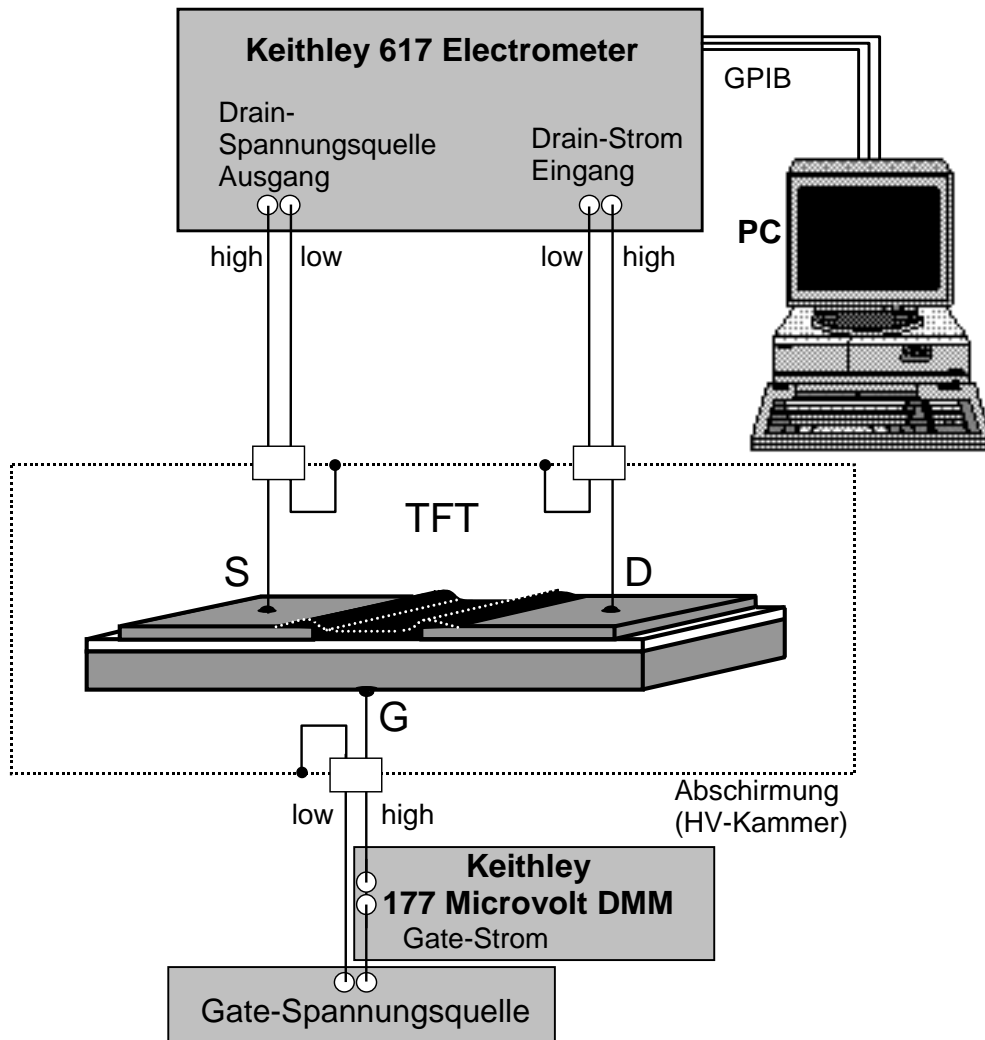 Keithley 617 Electrometer
GPIB
Drain-
Spannungsquelle
Ausgang
Drain-Strom
Eingang
PC
high
low
low
high
TFT
S
D
G
low
high
Abschirmung
(HV-Kammer)
Keithley
177 Microvolt DMM
Gate-Strom
Gate-Spannungsquelle